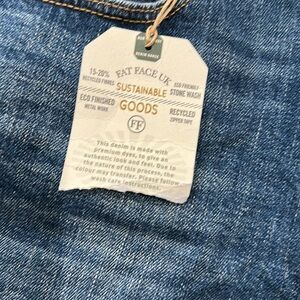 DENIM RANGE
FAT FACE UK
15-20%
RECYCLED FIBRES
SUSTAINABLE
ECO FRIENDLY
STONE WASH
ECO FINISHED
METAL WORK
GOODS
RECYCLED
ZIPPER TAPE
FF
This denim is made with
premium dyes, to give an
authentic look and feel. Due to
the nature of this process, the
colour may transfer. Please follow
wash care instructions.